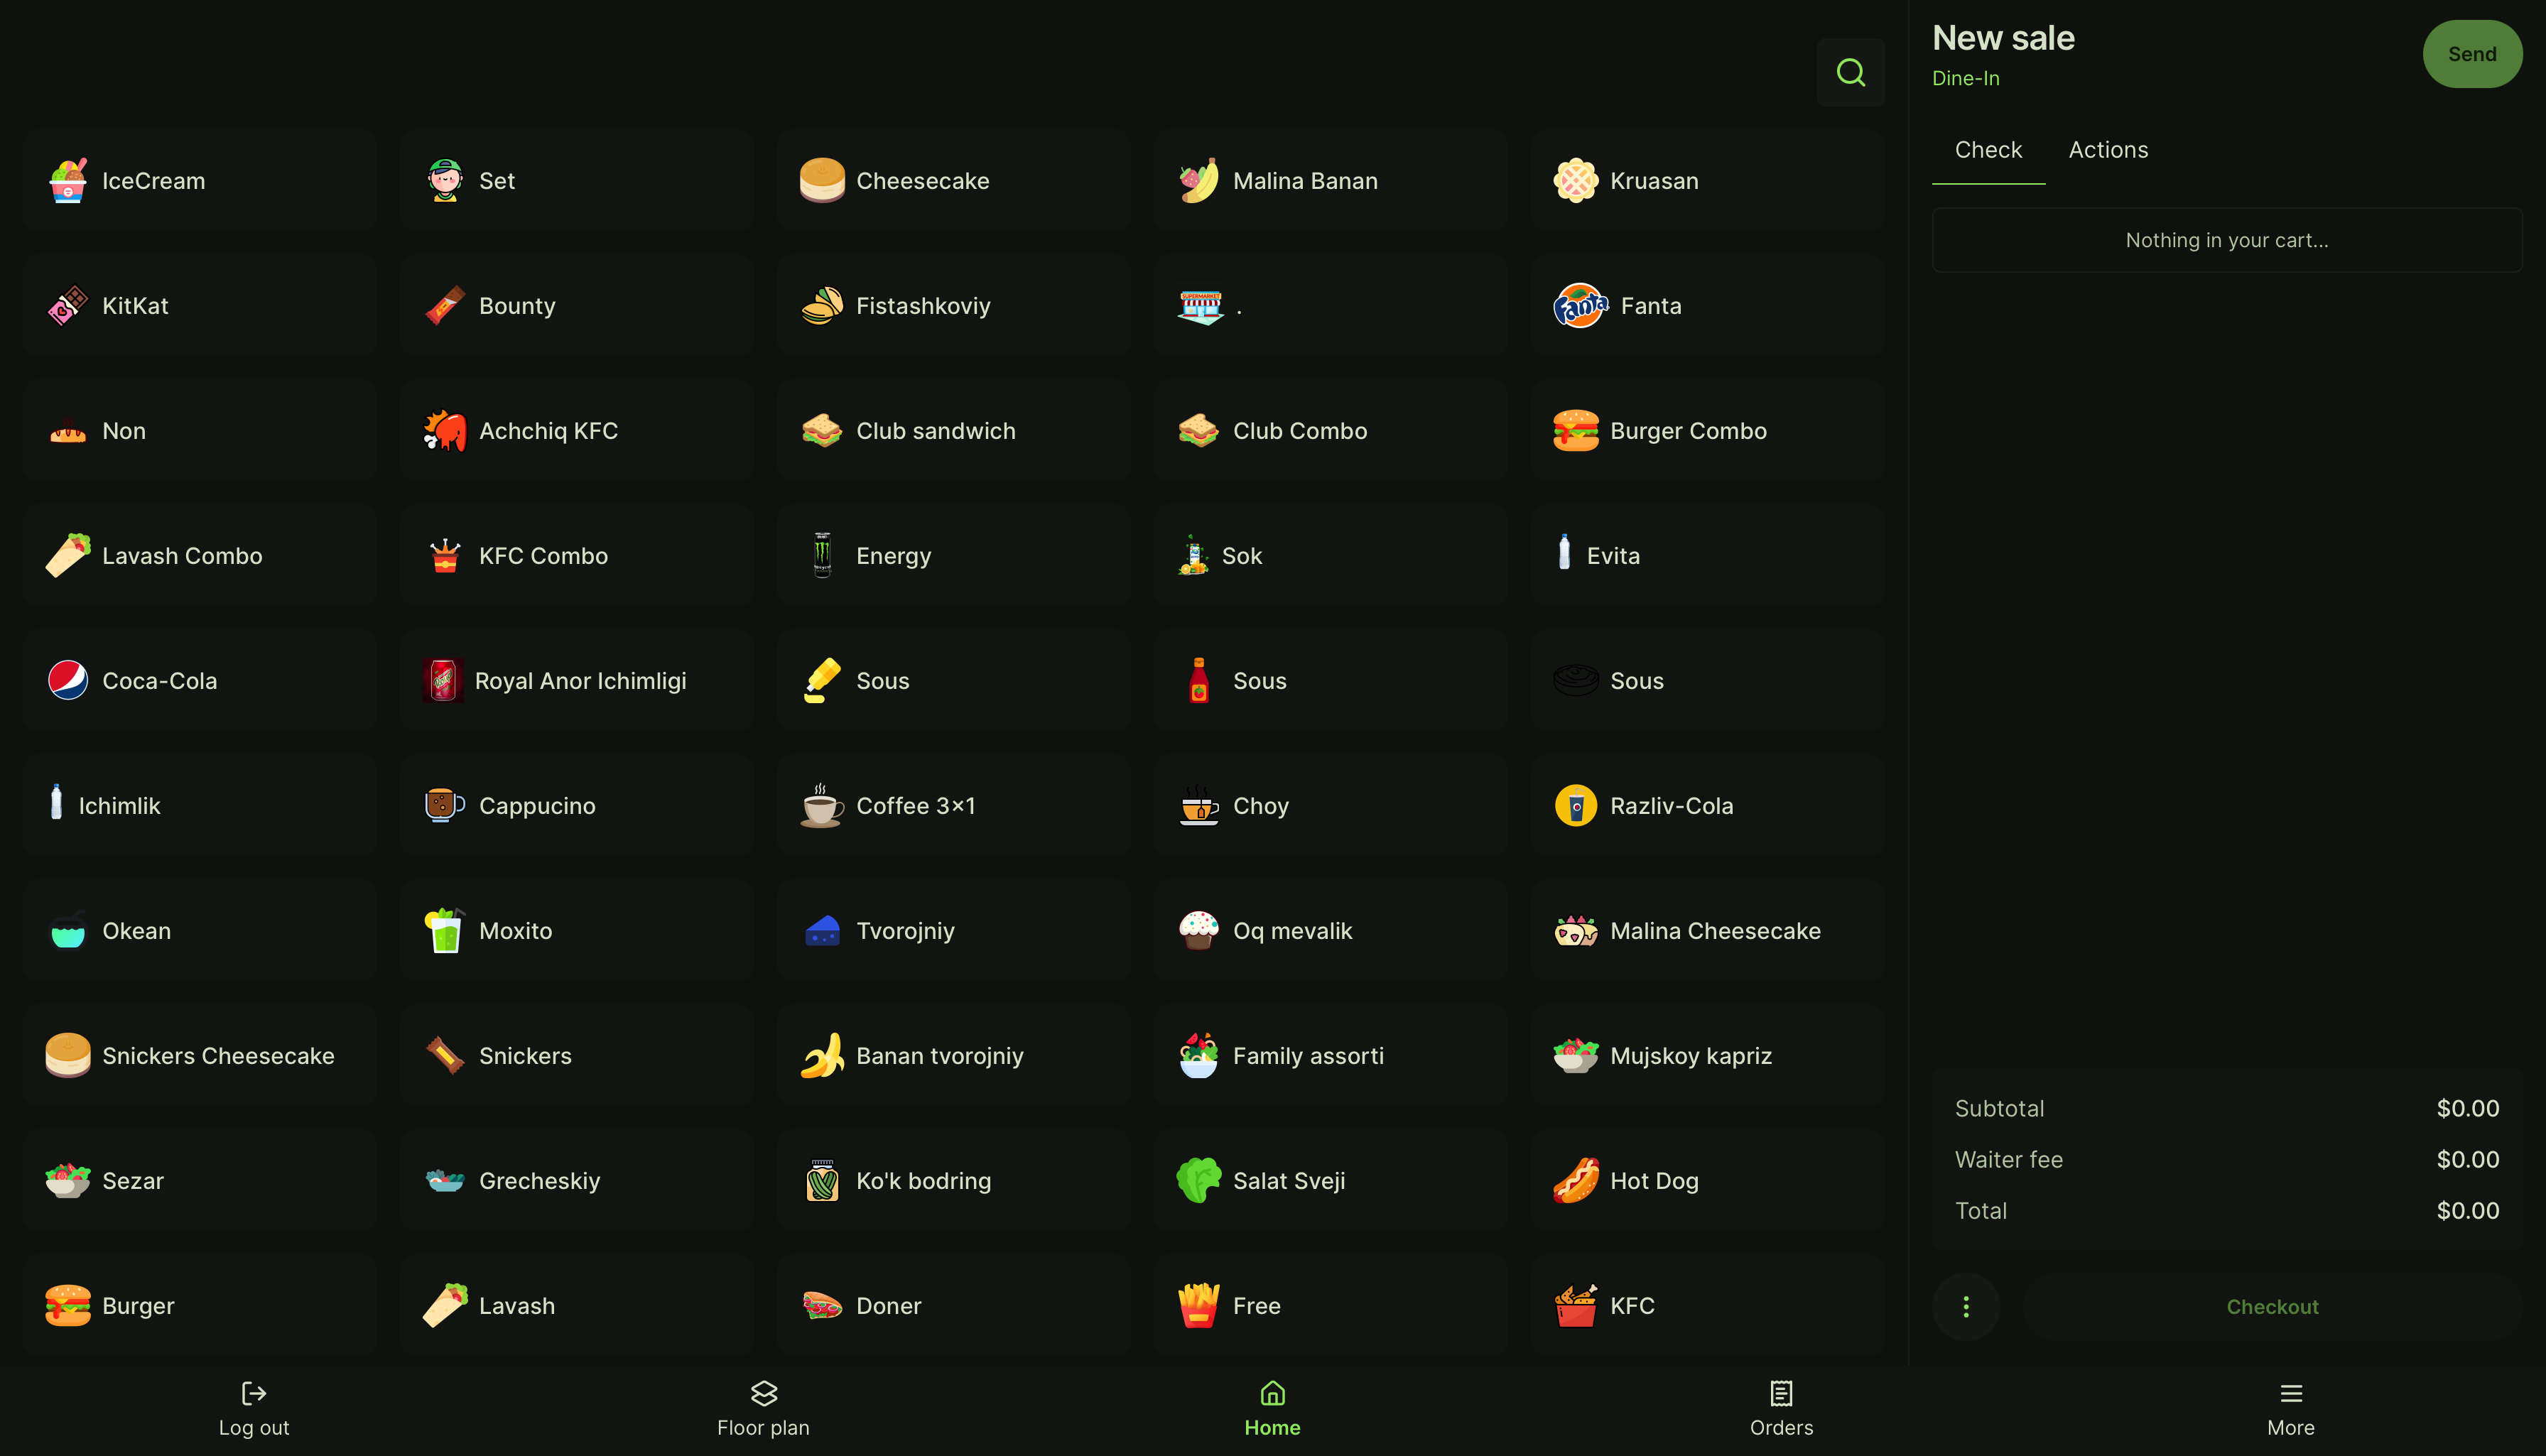 New sale
Send
Dine-In
Check
Actions
Nothing in your cart...
IceCream
Set
Cheesecake
Malina Banan
Kruasan
KitKat
Bounty
Fistashkoviy
SUPERMARKET
.
Fanta
Fanta
Non
Achchiq KFC
Club sandwich
Club Combo
Burger Combo
Lavash Combo
KFC Combo
Energy
Sok
Evita
Coca-Cola
Royal Anor Ichimligi
Sous
Sous
Sous
Ichimlik
Cappucino
Coffee 3×1
Choy
Razliv-Cola
Okean
Moxito
Tvorojniy
Oq mevalik
Malina Cheesecake
Snickers Cheesecake
Snickers
Banan tvorojniy
Family assorti
Mujskoy kapriz
Sezar
Grecheskiy
Ko'k bodring
Salat Sveji
Hot Dog
Burger
Lavash
Doner
Free
KFC
Subtotal
$0.00
Waiter fee
$0.00
Total
$0.00
Checkout
Log out
Floor plan
Home
Orders
More